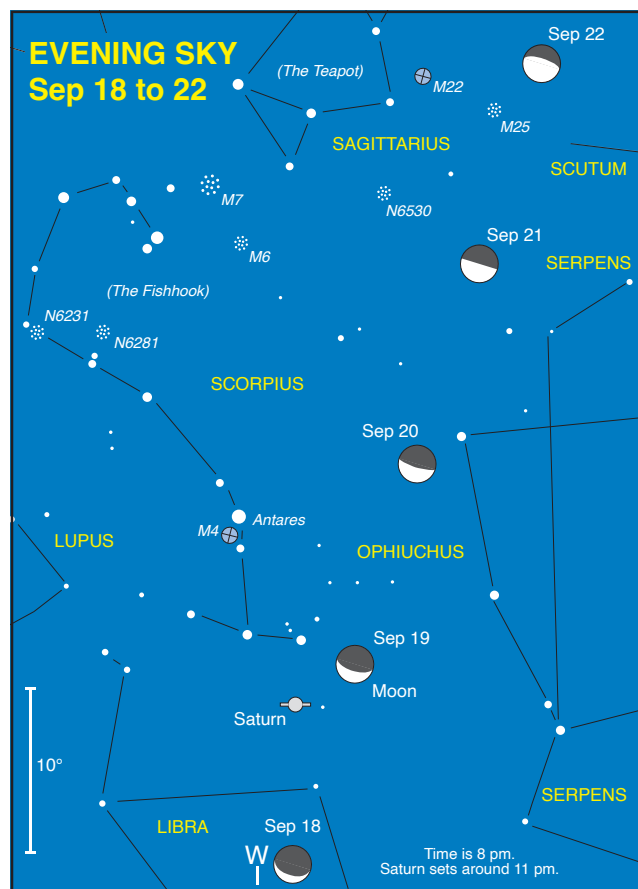 EVENING SKY
Sep 18 to 22
Sep 22
(The Teapot)
M22
M25
SAGITTARIUS
SCUTUM
M7
N6530
Sep 21
M6
SERPENS
(The Fishhook)
N6231
N6281
SCORPIUS
Sep 20
Antares
M4
LUPUS
OPHIUCHUS
Sep 19
Moon
Saturn
10°
SERPENS
LIBRA
Sep 18
W
Time is 8 pm.
Saturn sets around 11 pm.